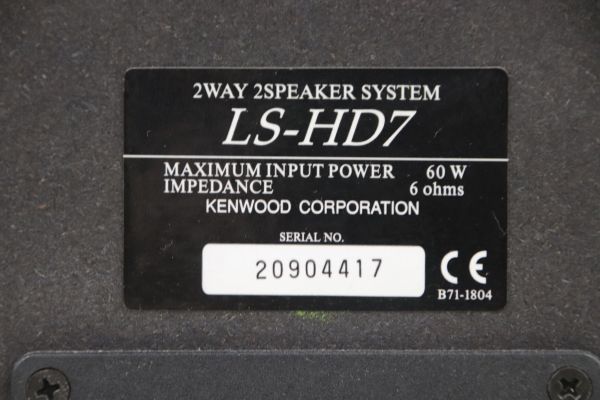 2WAY 2SPEAKER SYSTEM
LS-HD7
MAXIMUM INPUT POWER 60 W
IMPEDANCE 6 ohms
KENWOOD CORPORATION
SERIAL NO.
20904417
CE
B71-1804